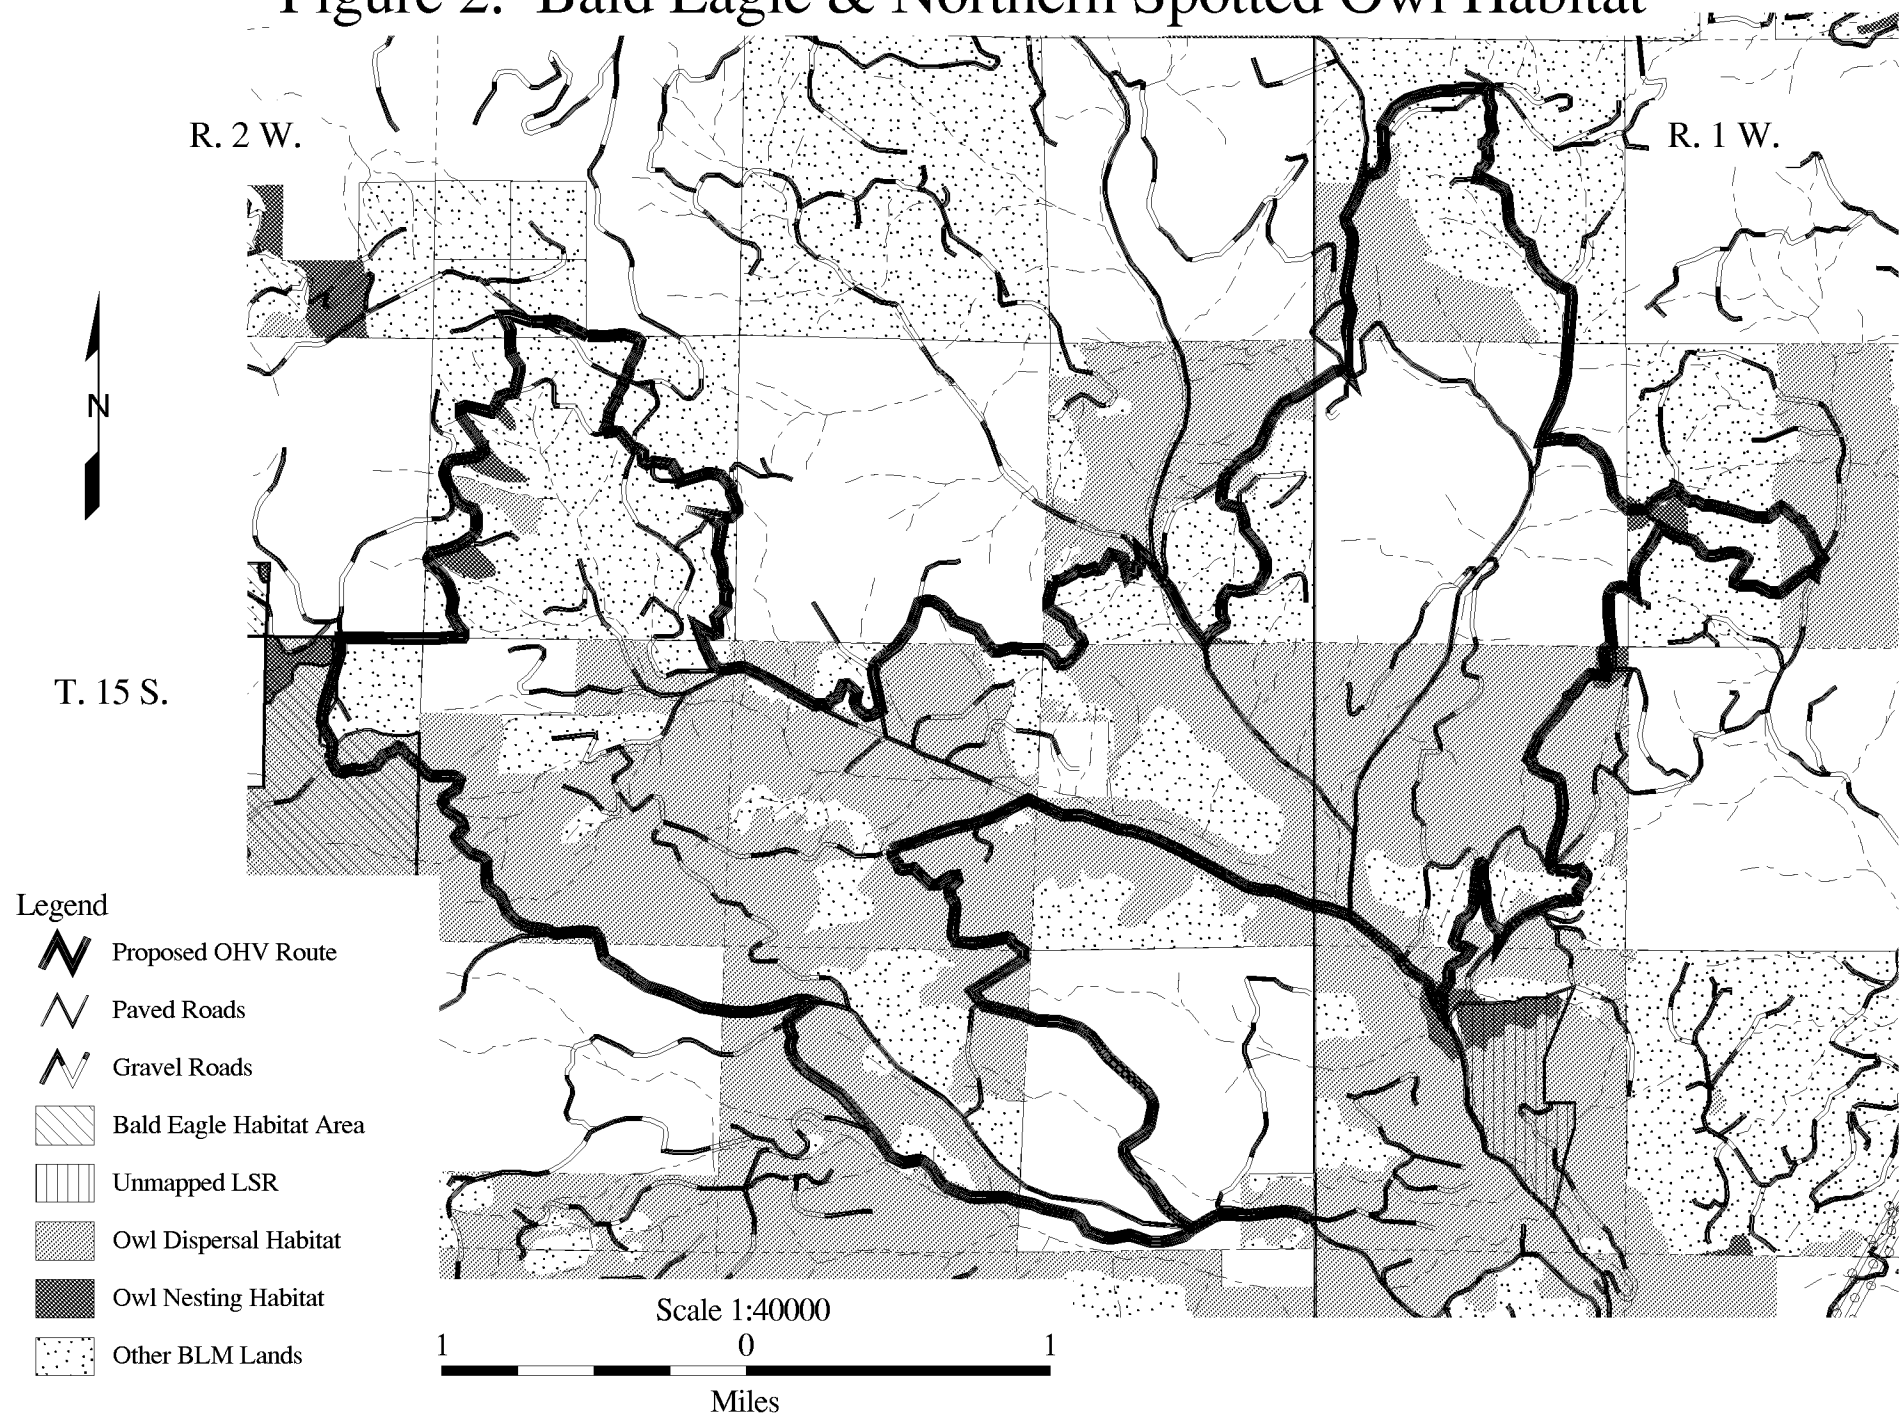 Figure 2. Bald Eagle & Northern Spotted Owl Habitat
R. 2 W.
R. 1 W.
N
T. 15 S.
Legend
Proposed OHV Route
Paved Roads
Gravel Roads
Bald Eagle Habitat Area
Unmapped LSR
Owl Dispersal Habitat
Owl Nesting Habitat
Other BLM Lands
Scale 1:40000
1 0 1
Miles